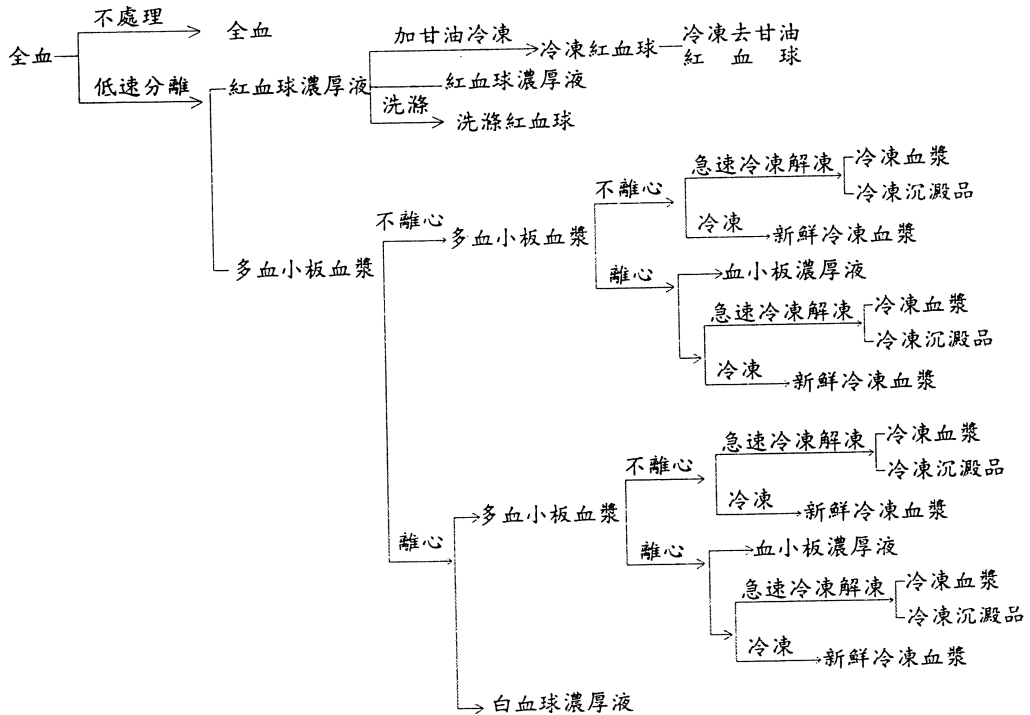 不處理
全血
全血
低速分離
紅血球濃厚液
加甘油冷凍
冷凍紅血球
冷凍去甘油
紅血球
紅血球濃厚液
洗滌
洗滌紅血球
多血小板血漿
不離心
多血小板血漿
不離心
急速冷凍解凍
冷凍血漿
冷凍沉澱品
冷凍
新鮮冷凍血漿
離心
血小板濃厚液
急速冷凍解凍
冷凍血漿
冷凍沉澱品
冷凍
新鮮冷凍血漿
離心
多血小板血漿
不離心
急速冷凍解凍
冷凍血漿
冷凍沉澱品
冷凍
新鮮冷凍血漿
離心
血小板濃厚液
急速冷凍解凍
冷凍血漿
冷凍沉澱品
冷凍
新鮮冷凍血漿
白血球濃厚液